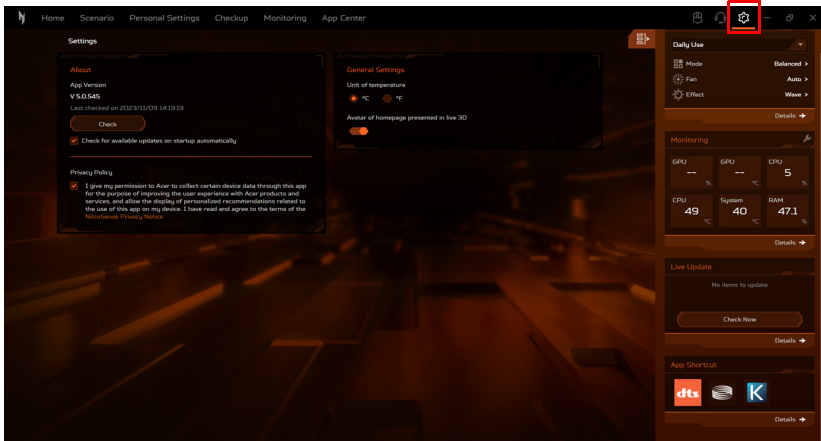 Home Scenario Personal Settings Checkup Monitoring App Center
Settings
About
App Version
V 5.0.545
Last checked on 2023/11/09 14:19:19
Check
Check for available updates on startup automatically
Privacy Policy
I give my permission to Acer to collect certain device data through this app
for the purpose of improving the user experience with Acer products and
services, and allow the display of personalized recommendations related to
the use of this app on my device. I have read and agree to the terms of the
NitroSense Privacy Notice
General Settings
Unit of temperature
°C °F
Avatar of homepage presented in live 3D
Daily Use
Mode Balanced >
Fan Auto >
Effect Wave >
Details →
Monitoring
GPU GPU CPU
-- -- 5
% °C %
CPU System RAM
49 40 47.1
°C °C %
Details →
Live Update
No items to update
Check Now
Details →
App Shortcut
dts K
Details →